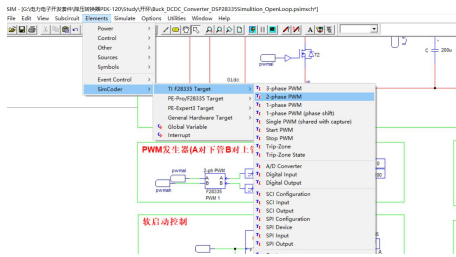 SIM - [G:\电力电子开发套件\降压转换器PEK-120\Study\开环\Buck_DCDC_Converter_DSP28335Simultion_OpenLoop.psimsch*]
File Edit View Subcircuit Elements Simulate Options Utilities Window Help
Power
Control
Other
Sources
Symbols
Event Control
SimCoder
TI F28335 Target
PE-Pro/F28335 Target
PE-Expert3 Target
General Hardware Target
Global Variable
Interrupt
3-phase PWM
2-phase PWM
1-phase PWM
1-phase PWM (phase shift)
Single PWM (shared with capture)
Start PWM
Stop PWM
Trip-Zone
Trip-Zone State
A/D Converter
Digital Input
Digital Output
SCI Configuration
SCI Input
SCI Output
SPI Configuration
SPI Device
SPI Input
SPI Output
pwmal
C
200u
PWM发生器(A对下管B对上管
pwmal
2-ph PWM
A A
B B
F28335
PWM 1
软启动控制